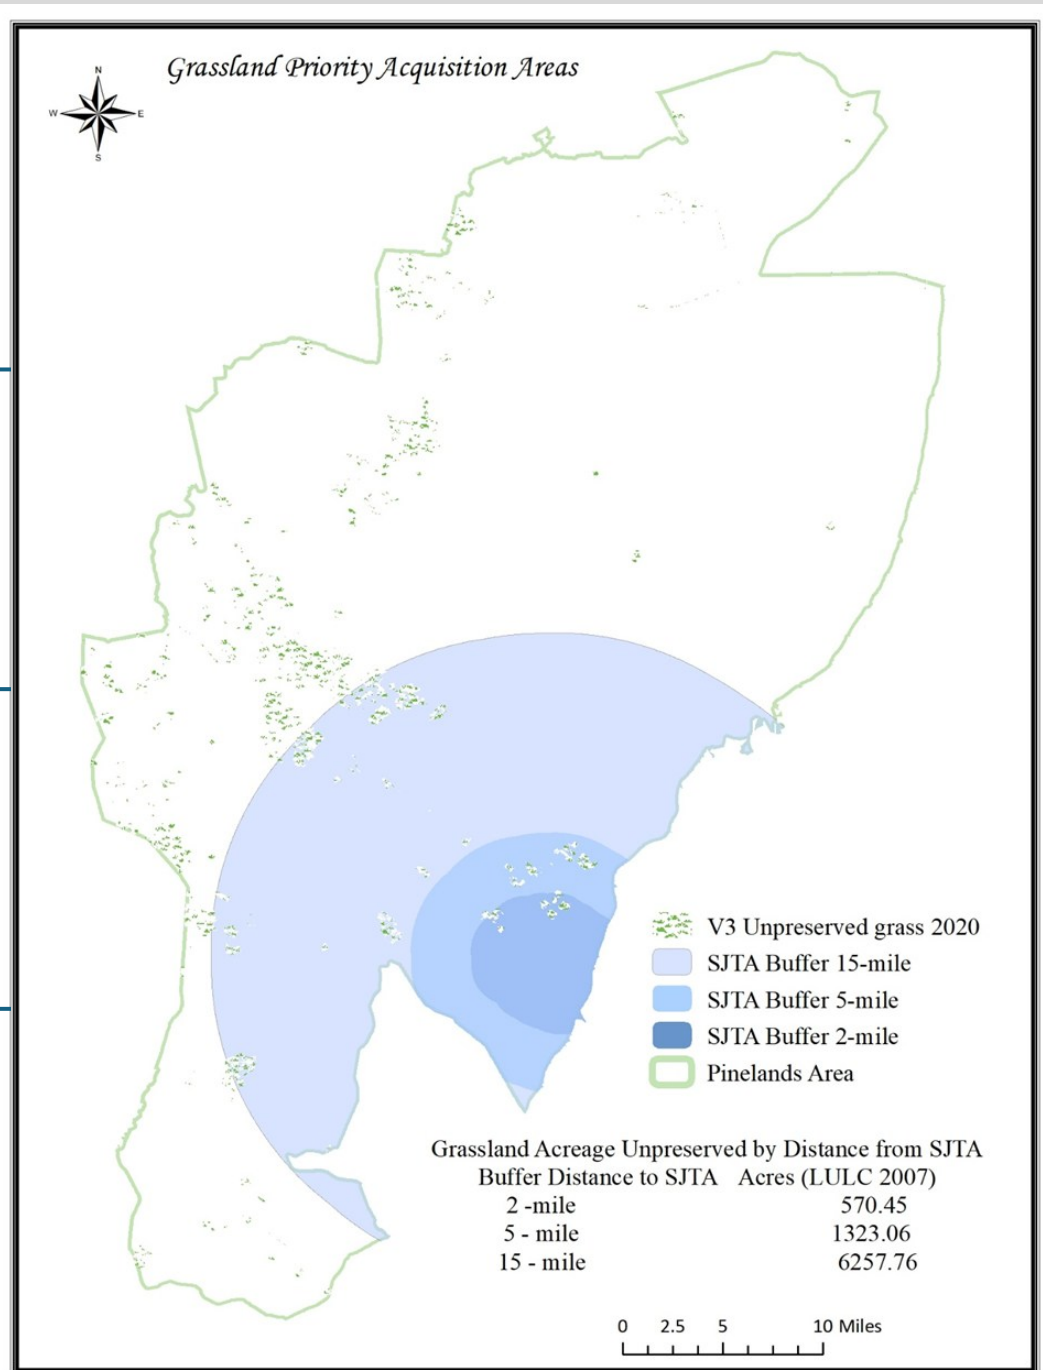 Grassland Priority Acquisition Areas
N
W E
S
V3 Unpreserved grass 2020
SJTA Buffer 15-mile
SJTA Buffer 5-mile
SJTA Buffer 2-mile
Pinelands Area
Grassland Acreage Unpreserved by Distance from SJTA
Buffer Distance to SJTA Acres (LULC 2007)
2 -mile 570.45
5 - mile 1323.06
15 - mile 6257.76
0 2.5 5 10 Miles